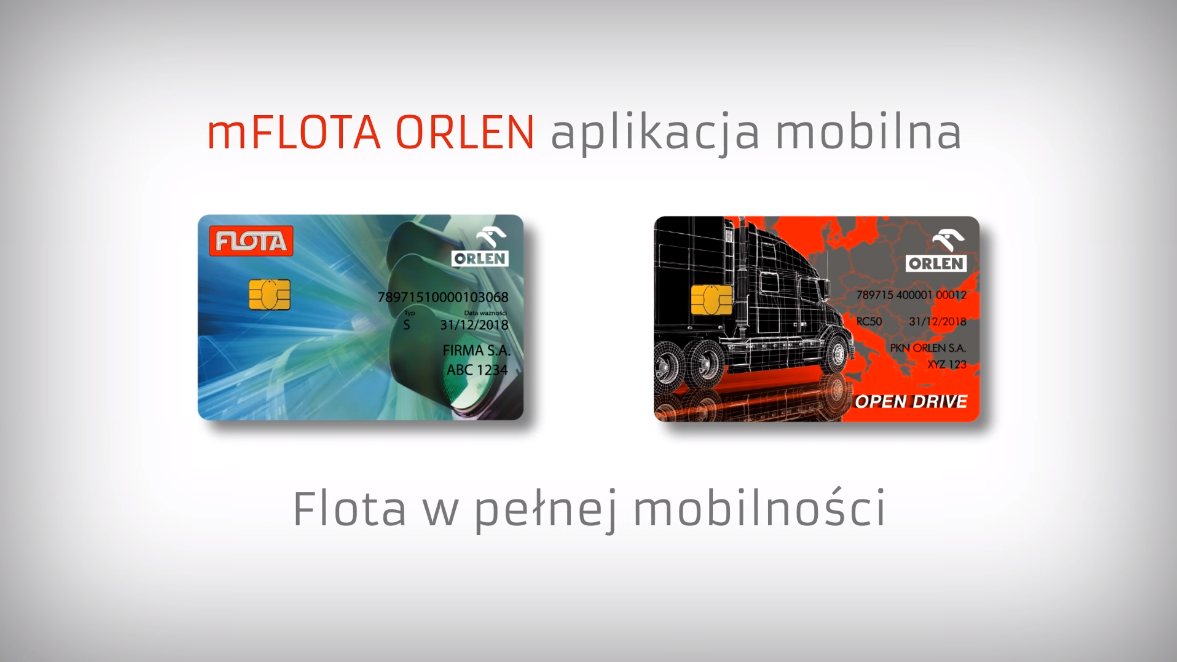 mFLOTA ORLEN aplikacja mobilna
FLOTA
ORLEN
78971510000103068
Typ Data ważności
S 31/12/2018
FIRMA S.A.
ABC 1234
ORLEN
789715 400001 00012
RC50 31/12/2018
PKN ORLEN S.A.
XYZ 123
OPEN DRIVE
Flota w pełnej mobilności